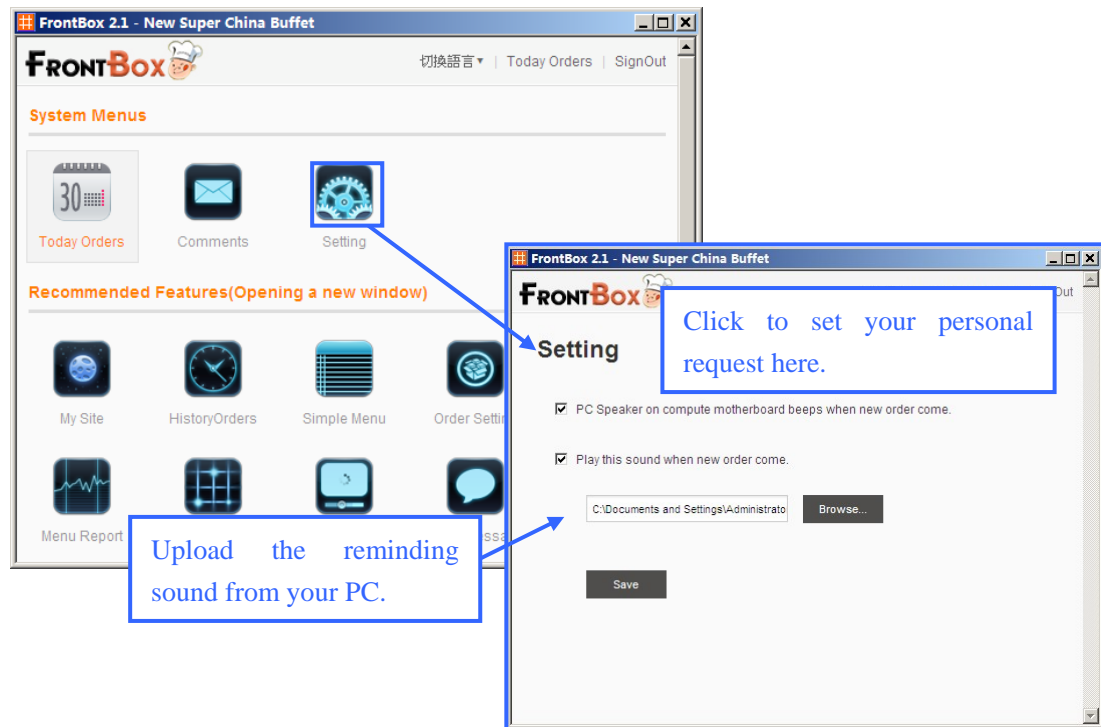 FrontBox 2.1 - New Super China Buffet
FRONTBOX
切換語言▼ | Today Orders | SignOut
System Menus
30
Today Orders
Comments
Setting
Recommended Features(Opening a new window)
My Site
HistoryOrders
Simple Menu
Menu Report
Upload the reminding
sound from your PC.
FrontBox 2.1 - New Super China Buffet
FRONTBOX
Click to set your personal
request here.
Setting
PC Speaker on compute motherboard beeps when new order come.
Play this sound when new order come.
C:\Documents and Settings\Administrato
Browse...
Save